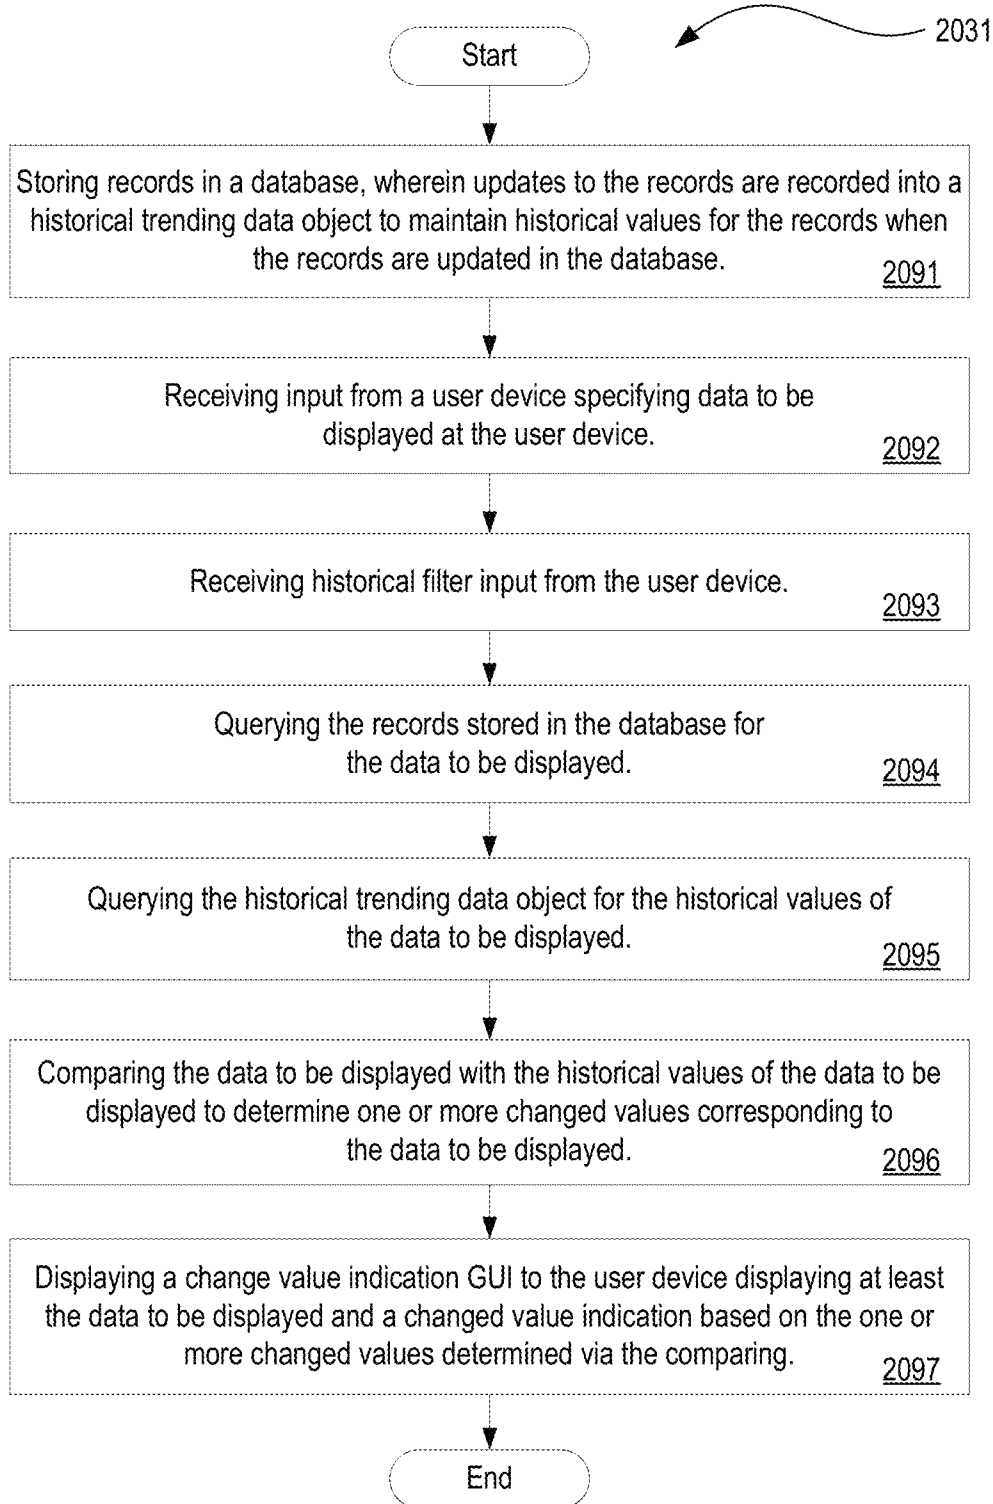 2031
Start
Storing records in a database, wherein updates to the records are recorded into a
historical trending data object to maintain historical values for the records when
the records are updated in the database.
2091
Receiving input from a user device specifying data to be
displayed at the user device.
2092
Receiving historical filter input from the user device.
2093
Querying the records stored in the database for
the data to be displayed.
2094
Querying the historical trending data object for the historical values of
the data to be displayed.
2095
Comparing the data to be displayed with the historical values of the data to be
displayed to determine one or more changed values corresponding to
the data to be displayed.
2096
Displaying a change value indication GUI to the user device displaying at least
the data to be displayed and a changed value indication based on the one or
more changed values determined via the comparing.
2097
End